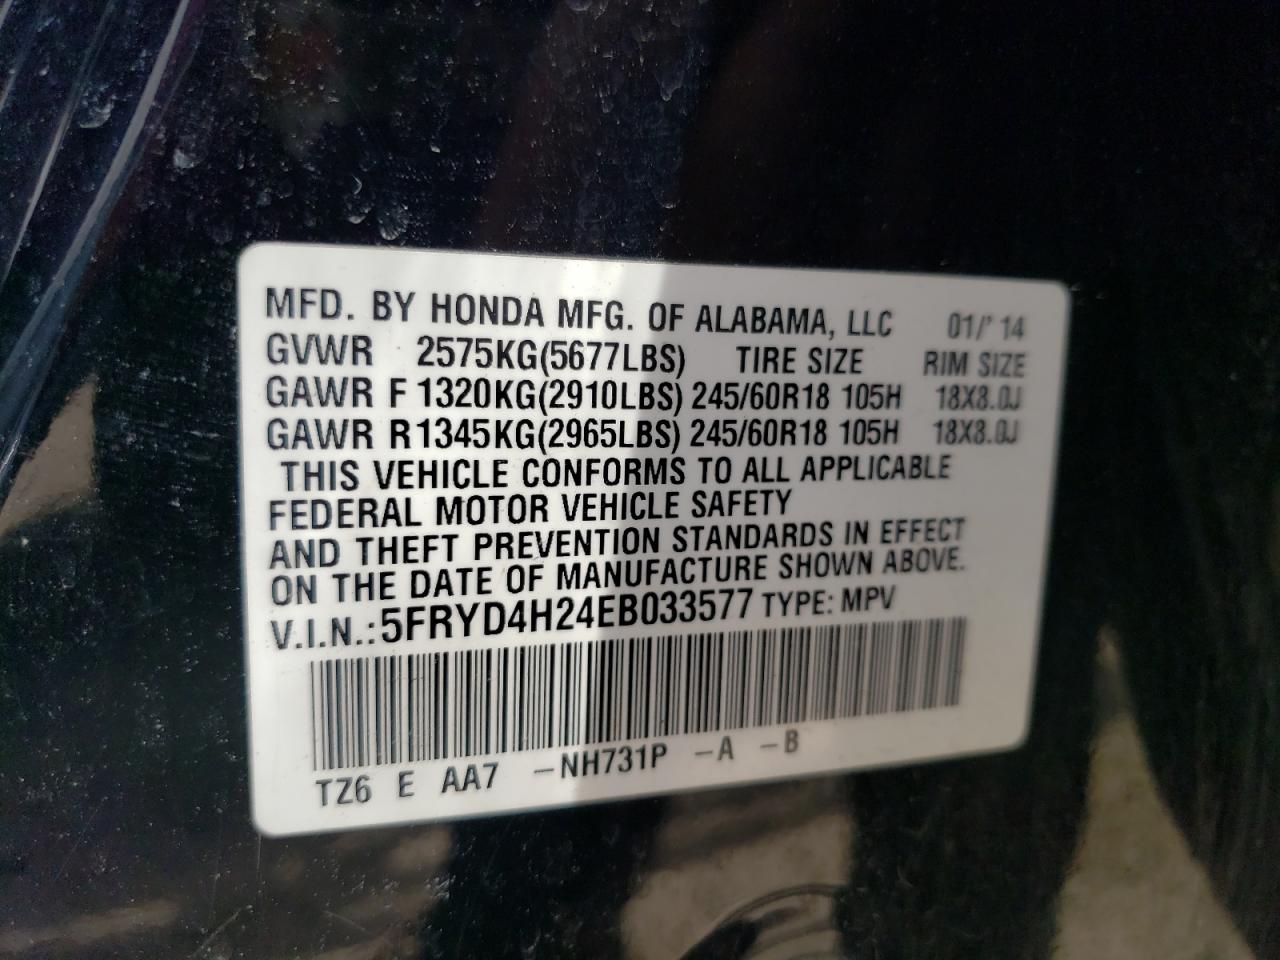 MFD. BY HONDA MFG. OF ALABAMA, LLC 01/' 14
GVWR 2575KG(5677LBS) TIRE SIZE RIM SIZE
GAWR F 1320KG(2910LBS) 245/60R18 105H 18X8.0J
GAWR R 1345KG(2965LBS) 245/60R18 105H 18X8.0J
THIS VEHICLE CONFORMS TO ALL APPLICABLE
FEDERAL MOTOR VEHICLE SAFETY
AND THEFT PREVENTION STANDARDS IN EFFECT
ON THE DATE OF MANUFACTURE SHOWN ABOVE.
V.I.N.: 5FRYD4H24EB033577 TYPE: MPV
TZ6 E AA7 -NH731P -A -B